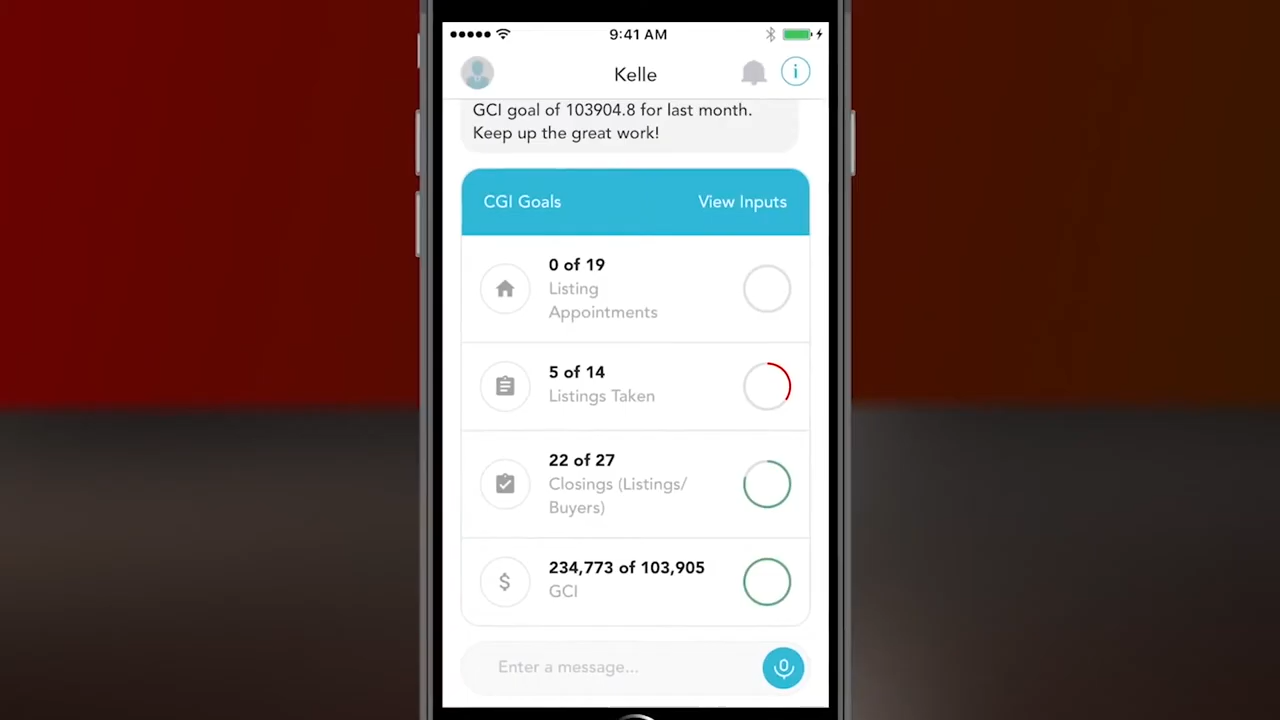 9:41 AM
Kelle
i
GCI goal of 103904.8 for last month.
Keep up the great work!
CGI Goals View Inputs
0 of 19
Listing
Appointments
5 of 14
Listings Taken
22 of 27
Closings (Listings/
Buyers)
$
234,773 of 103,905
GCI
Enter a message...